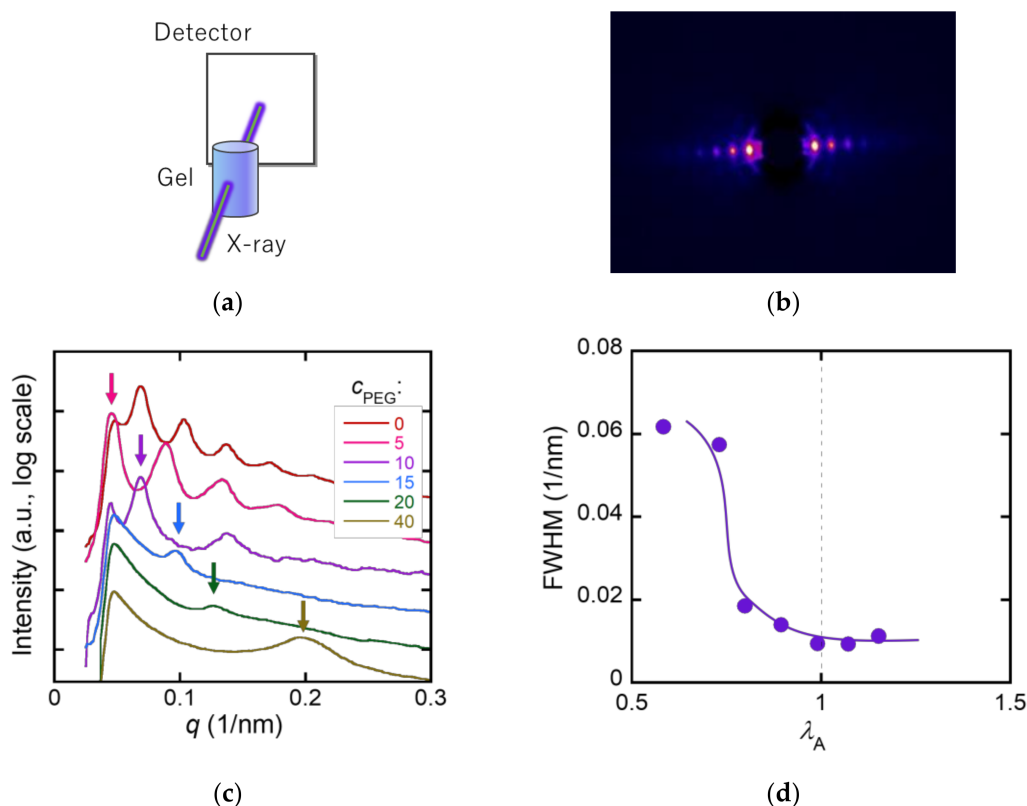 Detector
Gel
X-ray
(a)
(b)
Intensity (a.u., log scale)
c_PEG:
0
5
10
15
20
40
0
0.1
0.2
0.3
q (1/nm)
(c)
FWHM (1/nm)
0.08
0.06
0.04
0.02
0
0.5
1
1.5
λ_A
(d)